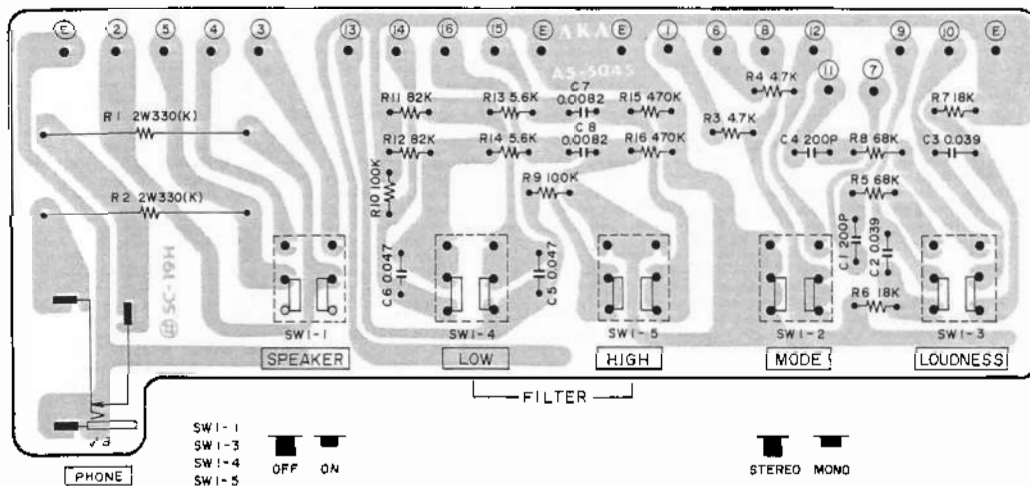 E 2 5 4 3 13 14 16 15 E E 1 6 8 12 9 10 E
11 7
AKAI
AS-5045
R1 2W330(K)
R2 2W330(K)
R11 82K
R12 82K
R10 100K
R13 5.6K
R14 5.6K
R9 100K
C7
0.0082
C8
0.0082
R15 470K
R16 470K
R4 4.7K
R3 4.7K
C4 200P
R8 68K
R5 68K
R7 18K
C3 0.039
C1 200P
C2 0.039
R6 18K
C6 0.047
C5 0.047
SC-19H
SW1-1
SW1-4
SW1-5
SW1-2
SW1-3
SPEAKER
LOW
HIGH
MODE
LOUDNESS
FILTER
J3
PHONE
SW1-1
SW1-3
SW1-4
SW1-5
OFF ON
STEREO MONO